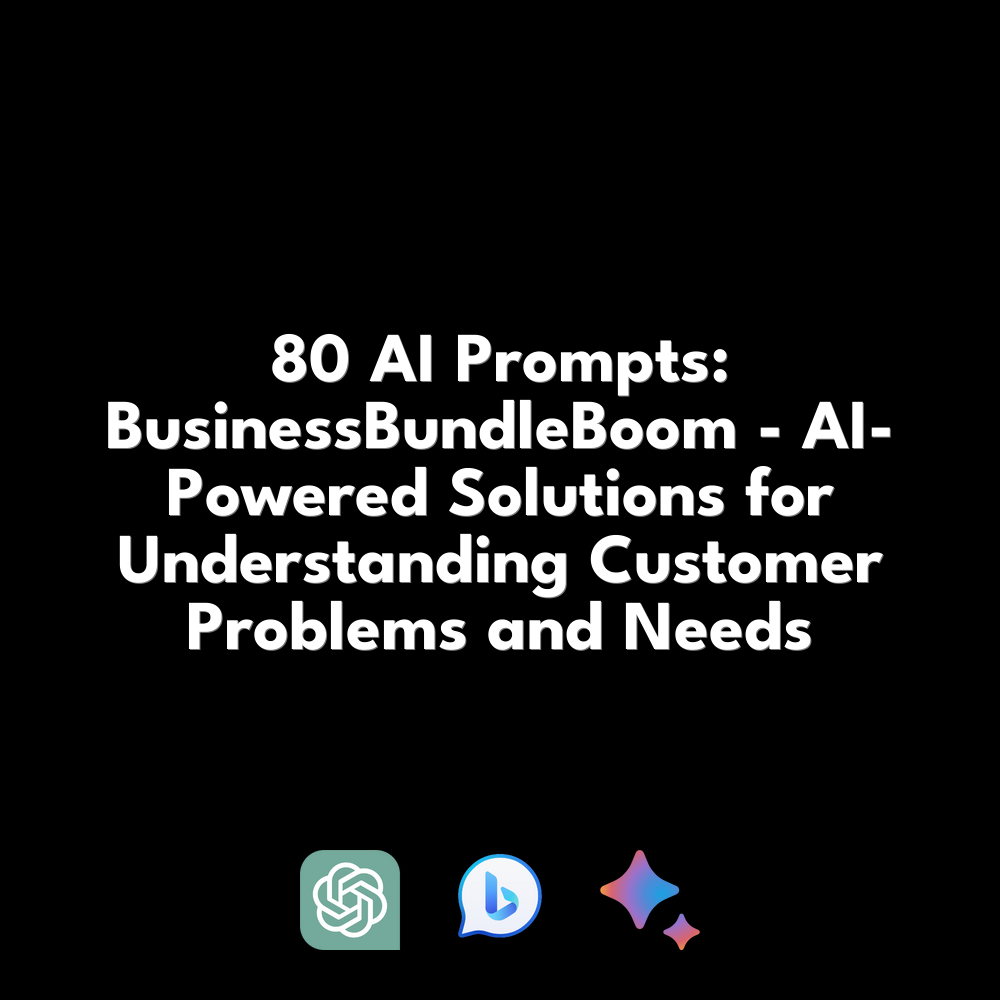 80 AI Prompts:
BusinessBundleBoom - AI-
Powered Solutions for
Understanding Customer
Problems and Needs